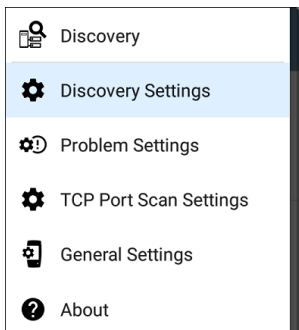 Discovery
Discovery Settings
Problem Settings
TCP Port Scan Settings
General Settings
About